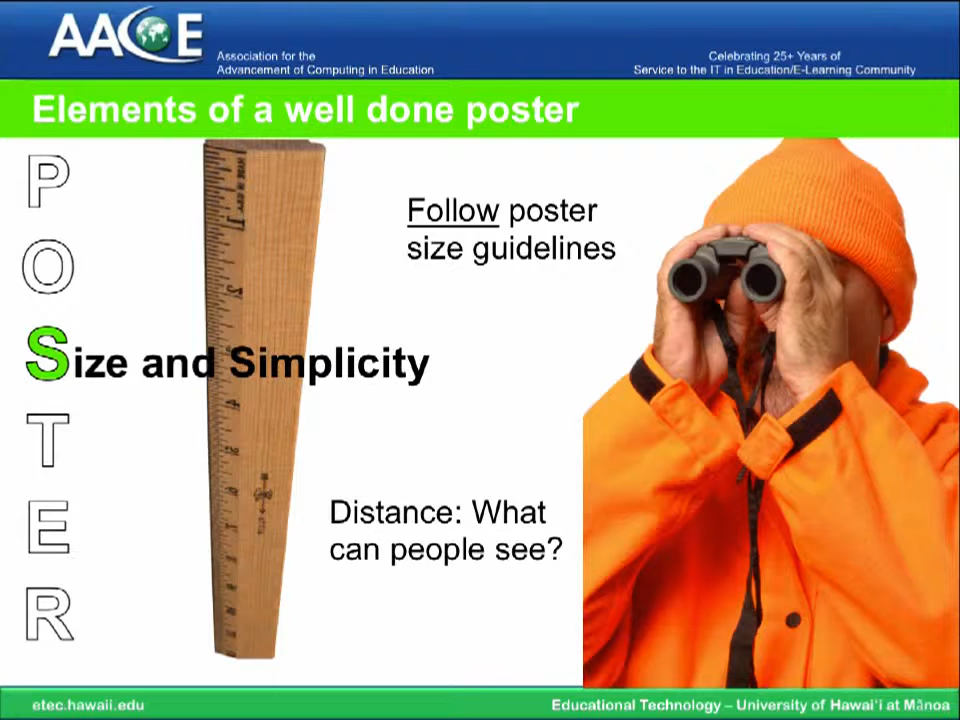 AACE
Association for the
Advancement of Computing in Education
Celebrating 25+ Years of
Service to the IT in Education/E-Learning Community
Elements of a well done poster
P
O
Size and Simplicity
T
E
R
Follow poster
size guidelines
Distance: What
can people see?
etec.hawaii.edu
Educational Technology – University of Hawai‘i at Mānoa